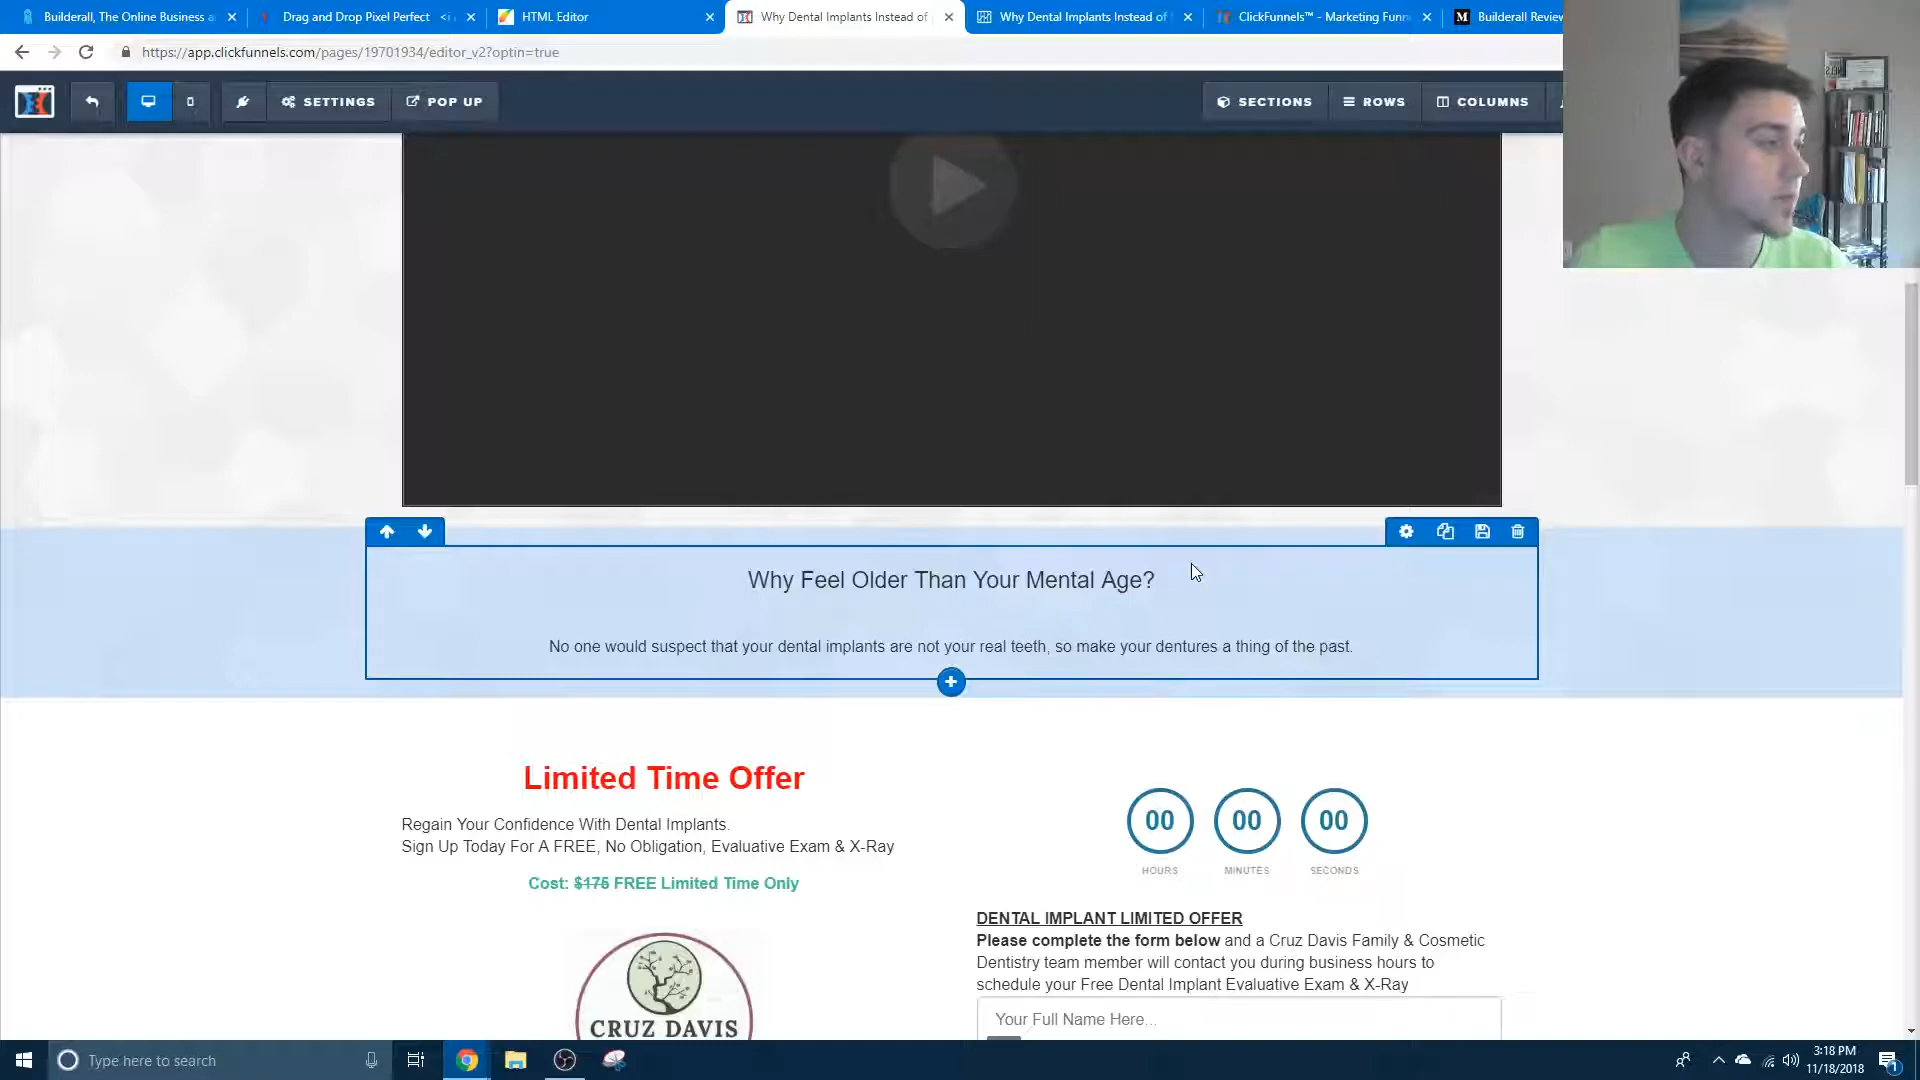 Builderall, The Online Business a
Drag and Drop Pixel Perfect <i
HTML Editor
Why Dental Implants Instead of
Why Dental Implants Instead of
ClickFunnels™ - Marketing Funn
Builderall Review
https://app.clickfunnels.com/pages/19701934/editor_v2?optin=true
SETTINGS
POP UP
SECTIONS
ROWS
COLUMNS
Why Feel Older Than Your Mental Age?
No one would suspect that your dental implants are not your real teeth, so make your dentures a thing of the past.
Limited Time Offer
Regain Your Confidence With Dental Implants.
Sign Up Today For A FREE, No Obligation, Evaluative Exam & X-Ray
Cost: $175 FREE Limited Time Only
CRUZ DAVIS
00 00 00
HOURS MINUTES SECONDS
DENTAL IMPLANT LIMITED OFFER
Please complete the form below and a Cruz Davis Family & Cosmetic
Dentistry team member will contact you during business hours to
schedule your Free Dental Implant Evaluative Exam & X-Ray
Your Full Name Here...
Type here to search
3:18 PM
11/18/2018
1